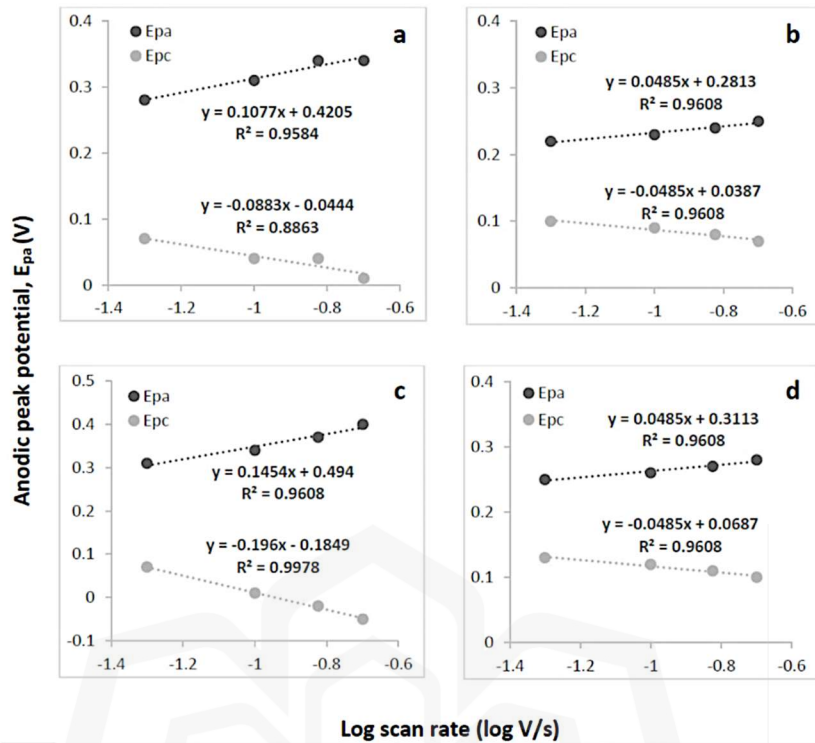 Anodic peak potential, Epa (V)
a
Epa
Epc
0.4
0.3
0.2
0.1
0
y = 0.1077x + 0.4205
R² = 0.9584
y = -0.0883x - 0.0444
R² = 0.8863
-1.4 -1.2 -1 -0.8 -0.6
b
Epa
Epc
0.4
0.3
0.2
0.1
0
y = 0.0485x + 0.2813
R² = 0.9608
y = -0.0485x + 0.0387
R² = 0.9608
-1.4 -1.2 -1 -0.8 -0.6
c
Epa
Epc
0.5
0.4
0.3
0.2
0.1
0
-0.1
y = 0.1454x + 0.494
R² = 0.9608
y = -0.196x - 0.1849
R² = 0.9978
-1.4 -1.2 -1 -0.8 -0.6
d
Epa
Epc
0.4
0.3
0.2
0.1
0
y = 0.0485x + 0.3113
R² = 0.9608
y = -0.0485x + 0.0687
R² = 0.9608
-1.4 -1.2 -1 -0.8 -0.6
Log scan rate (log V/s)